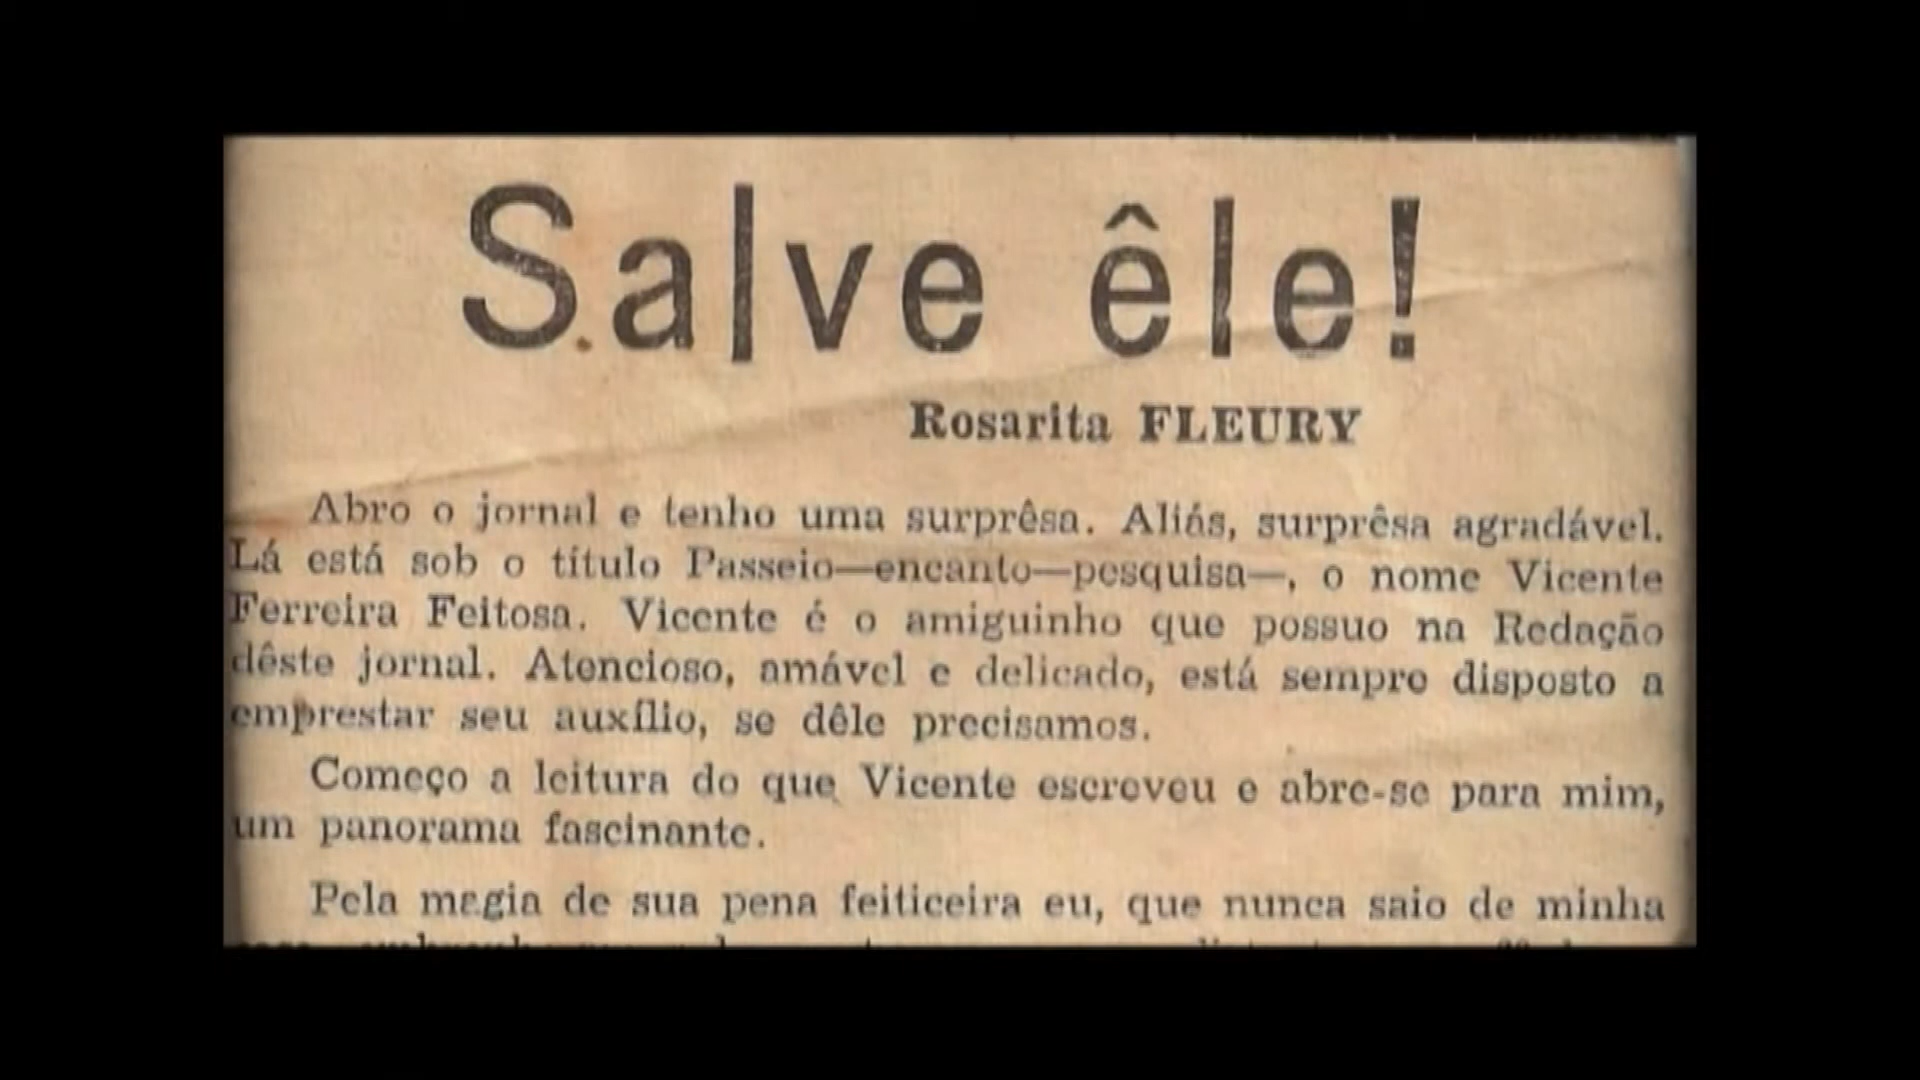 Salve êle!
Rosarita FLEURY
Abro o jornal e tenho uma surprêsa. Aliás, surprêsa agradável.
Lá está sob o título Passeio—encanto—pesquisa—, o nome Vicente
Ferreira Feitosa. Vicente é o amiguinho que possuo na Redação
dêste jornal. Atencioso, amável e delicado, está sempre disposto a
emprestar seu auxílio, se dêle precisamos.
Começo a leitura do que Vicente escreveu e abre-se para mim,
um panorama fascinante.
Pela magia de sua pena feiticeira eu, que nunca saio de minha